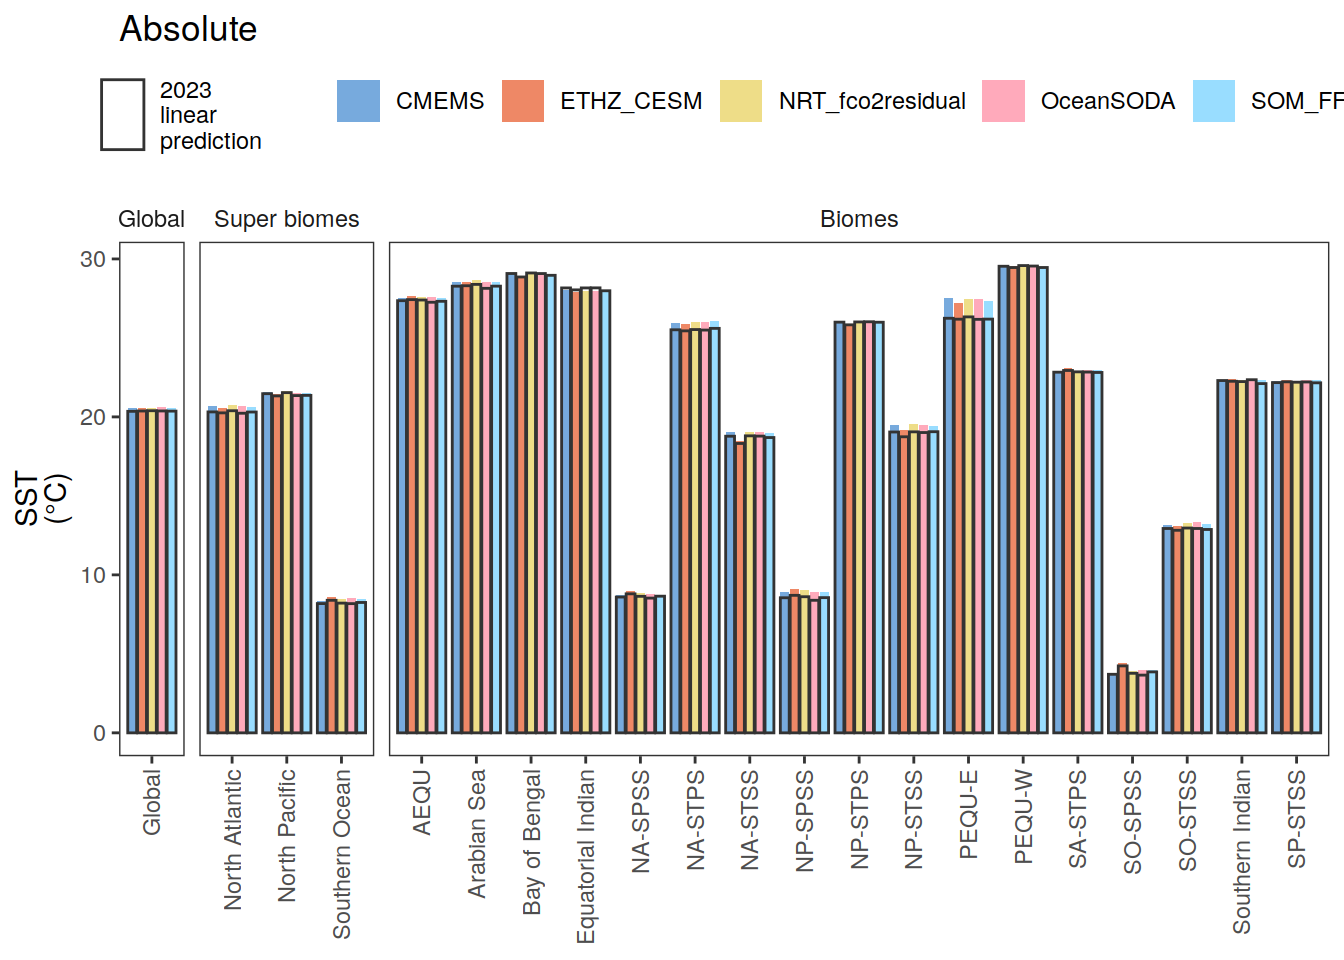 Absolute
2023
linear
prediction
CMEMS
ETHZ_CESM
NRT_fco2residual
OceanSODA
SOM_FF
Global
Super biomes
Biomes
30
20
10
0
SST
(°C)
Global
North Atlantic
North Pacific
Southern Ocean
AEQU
Arabian Sea
Bay of Bengal
Equatorial Indian
NA-SPSS
NA-STPS
NA-STSS
NP-SPSS
NP-STPS
NP-STSS
PEQU-E
PEQU-W
SA-STPS
SO-SPSS
SO-STSS
Southern Indian
SP-STSS